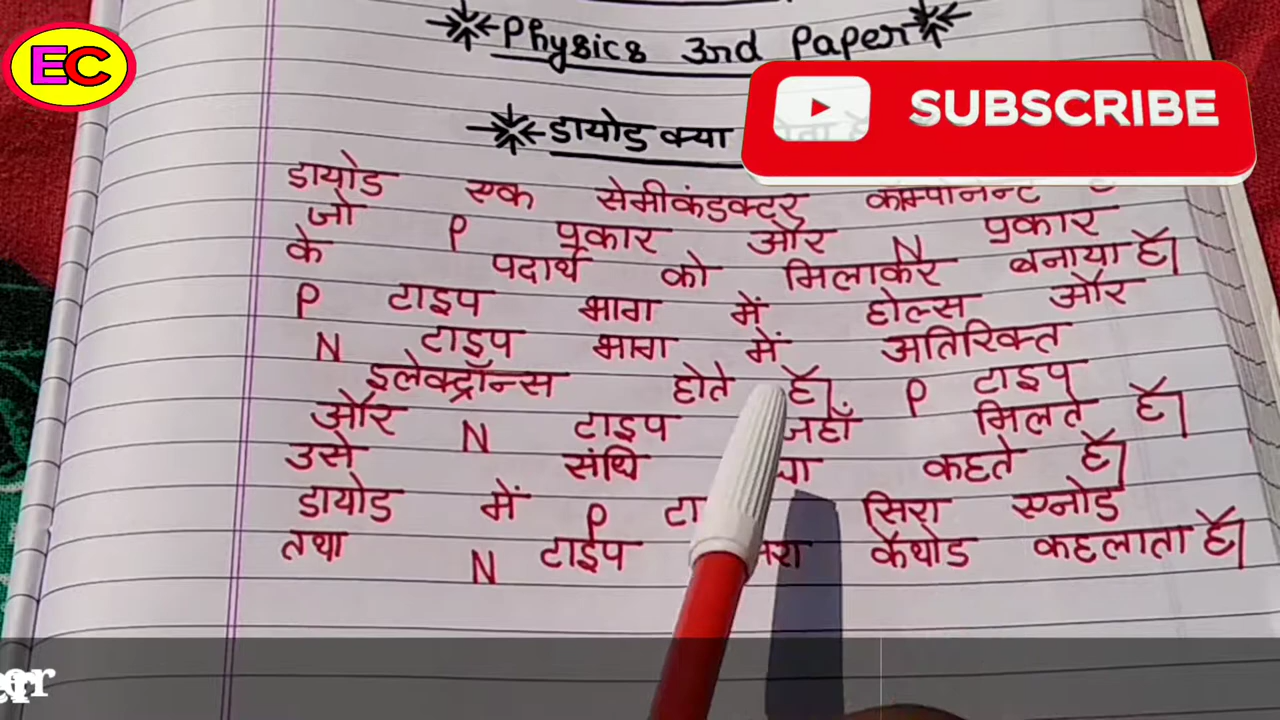 EC
Physics 3rd Paper
SUBSCRIBE
डायोड क्या
डायोड एक सेमीकंडक्टर कॉम्पोनेन्ट
जो P प्रकार और N प्रकार
के पदार्थ को मिलाकर बनाया है।
P टाइप भाग में होल्स और
N टाइप भाग में अतिरिक्त
इलेक्ट्रॉन्स होते है। P टाइप
और N टाइप जहाँ मिलते है।
उसे संधि कहते है।
डायोड में P सिरा एनोड
तथा N टाईप कैथोड कहलाता है।